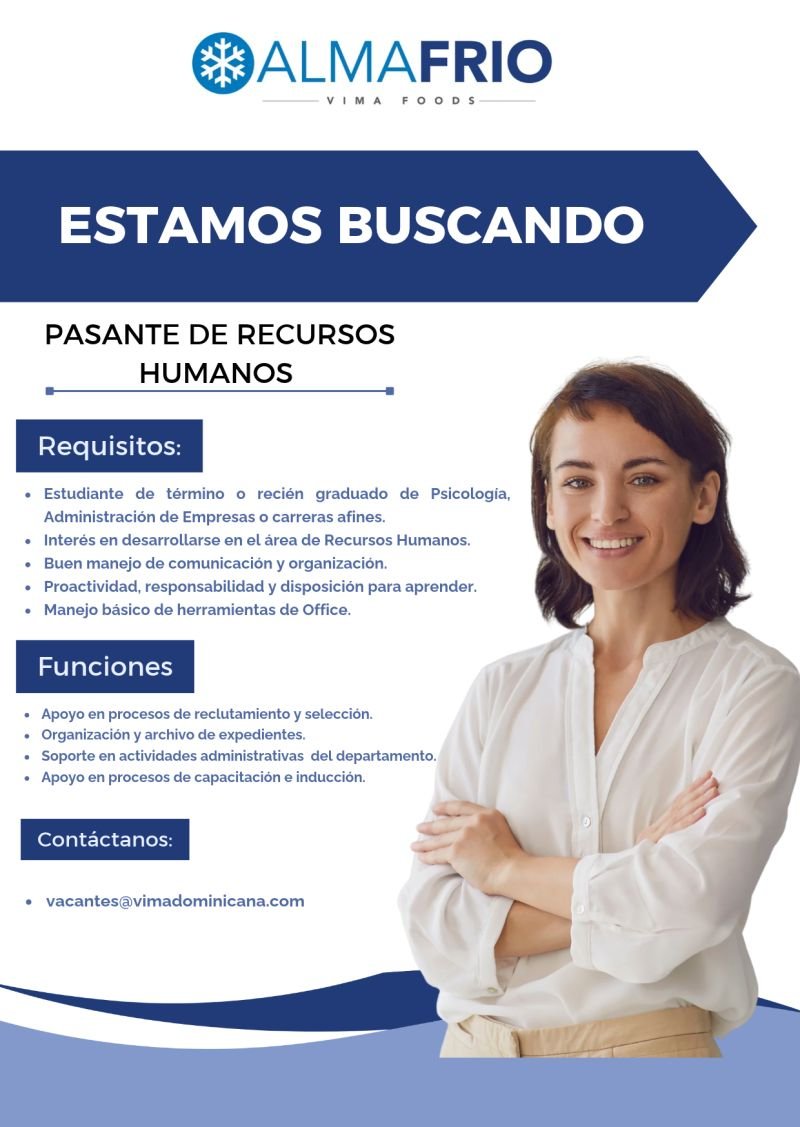 ALMAFRIO
VIMA FOODS
ESTAMOS BUSCANDO
PASANTE DE RECURSOS
HUMANOS
Requisitos:
• Estudiante de término o recién graduado de Psicología,
Administración de Empresas o carreras afines.
• Interés en desarrollarse en el área de Recursos Humanos.
• Buen manejo de comunicación y organización.
• Proactividad, responsabilidad y disposición para aprender.
• Manejo básico de herramientas de Office.
Funciones
• Apoyo en procesos de reclutamiento y selección.
• Organización y archivo de expedientes.
• Soporte en actividades administrativas del departamento.
• Apoyo en procesos de capacitación e inducción.
Contáctanos:
• vacantes@vimadominicana.com